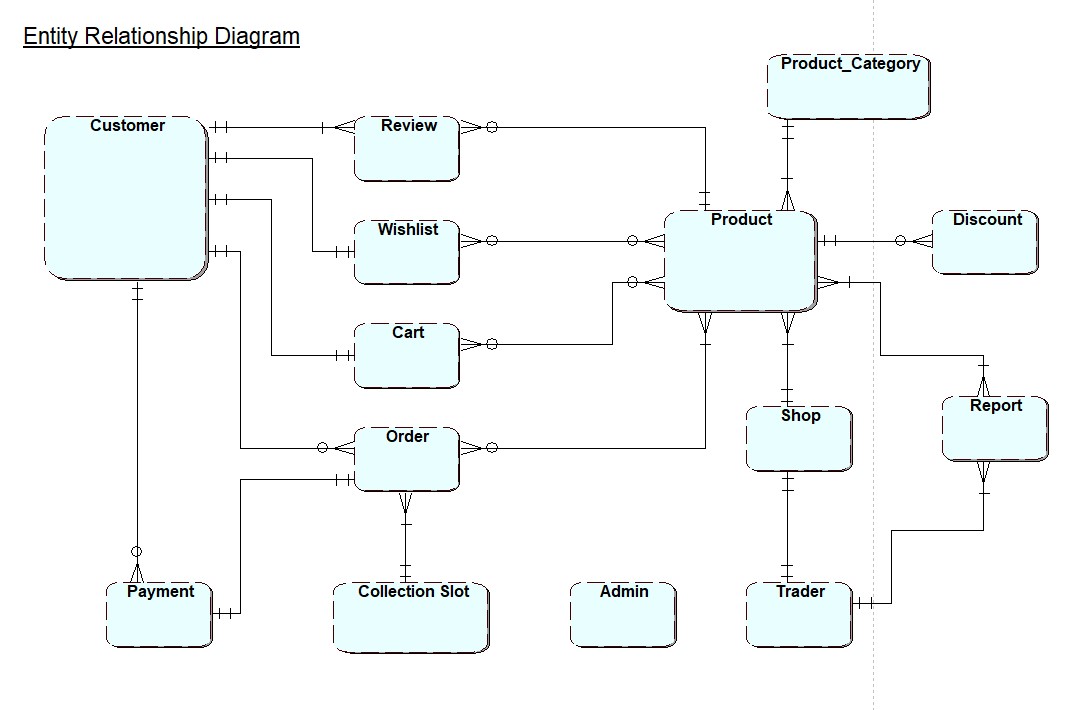 Entity Relationship Diagram
Product_Category
Customer
Review
Product
Discount
Wishlist
Cart
Report
Shop
Order
Payment
Collection Slot
Admin
Trader